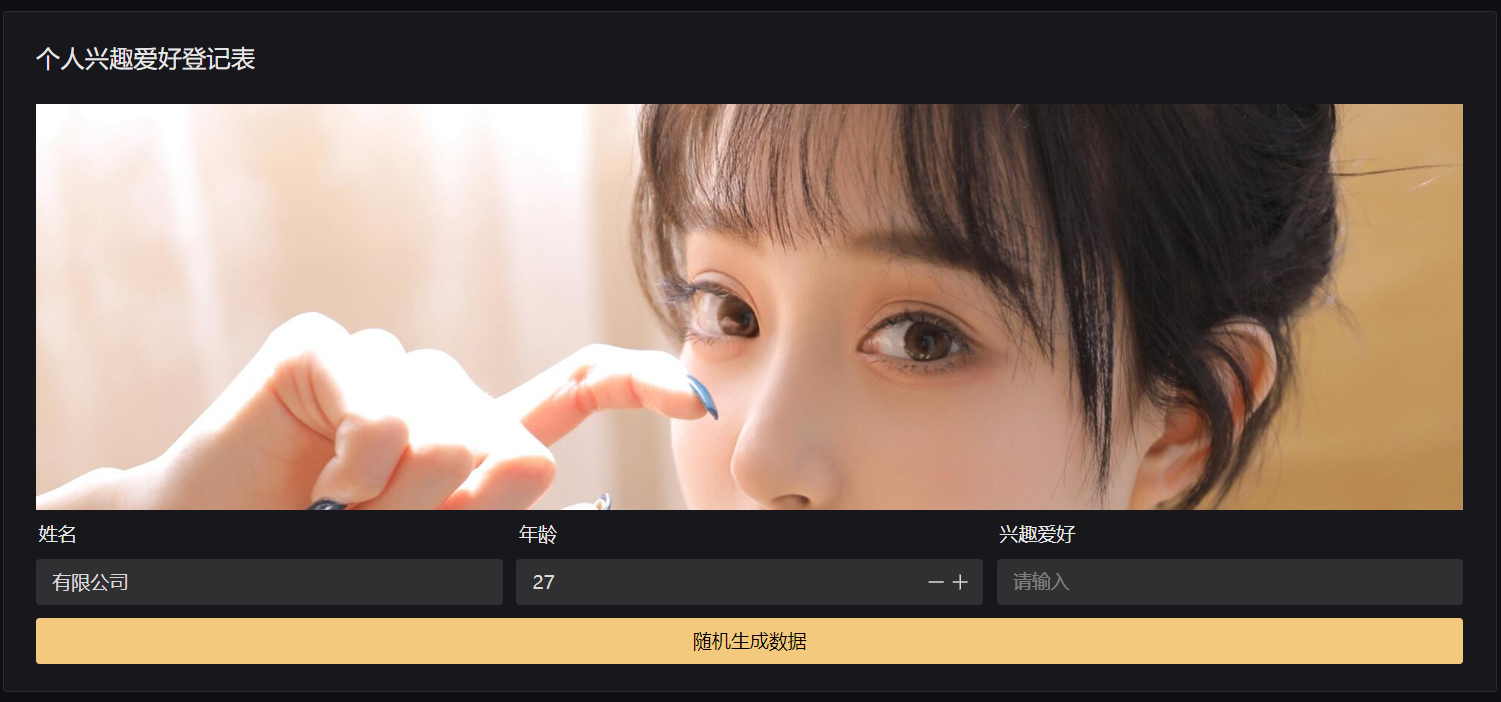 个人兴趣爱好登记表
姓名
年龄
兴趣爱好
有限公司
27
请输入
随机生成数据